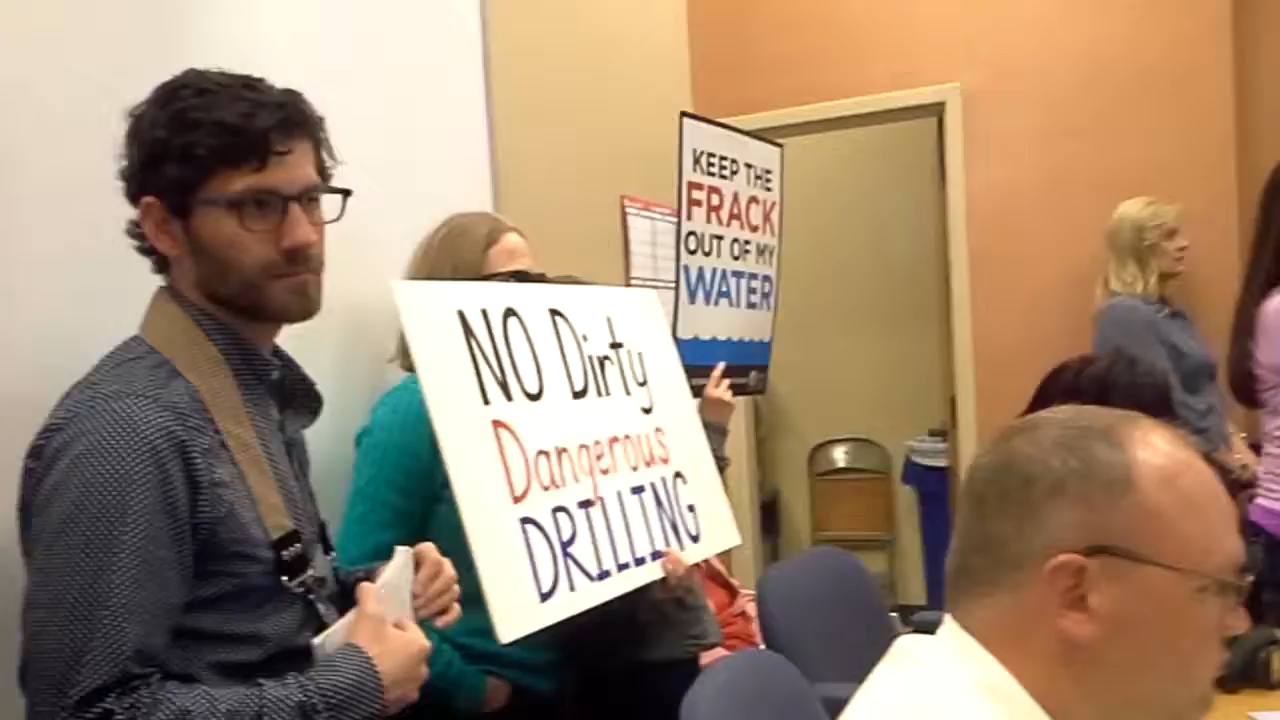 KEEP THE
FRACK
OUT OF MY
WATER
NO Dirty
Dangerous
DRILLING